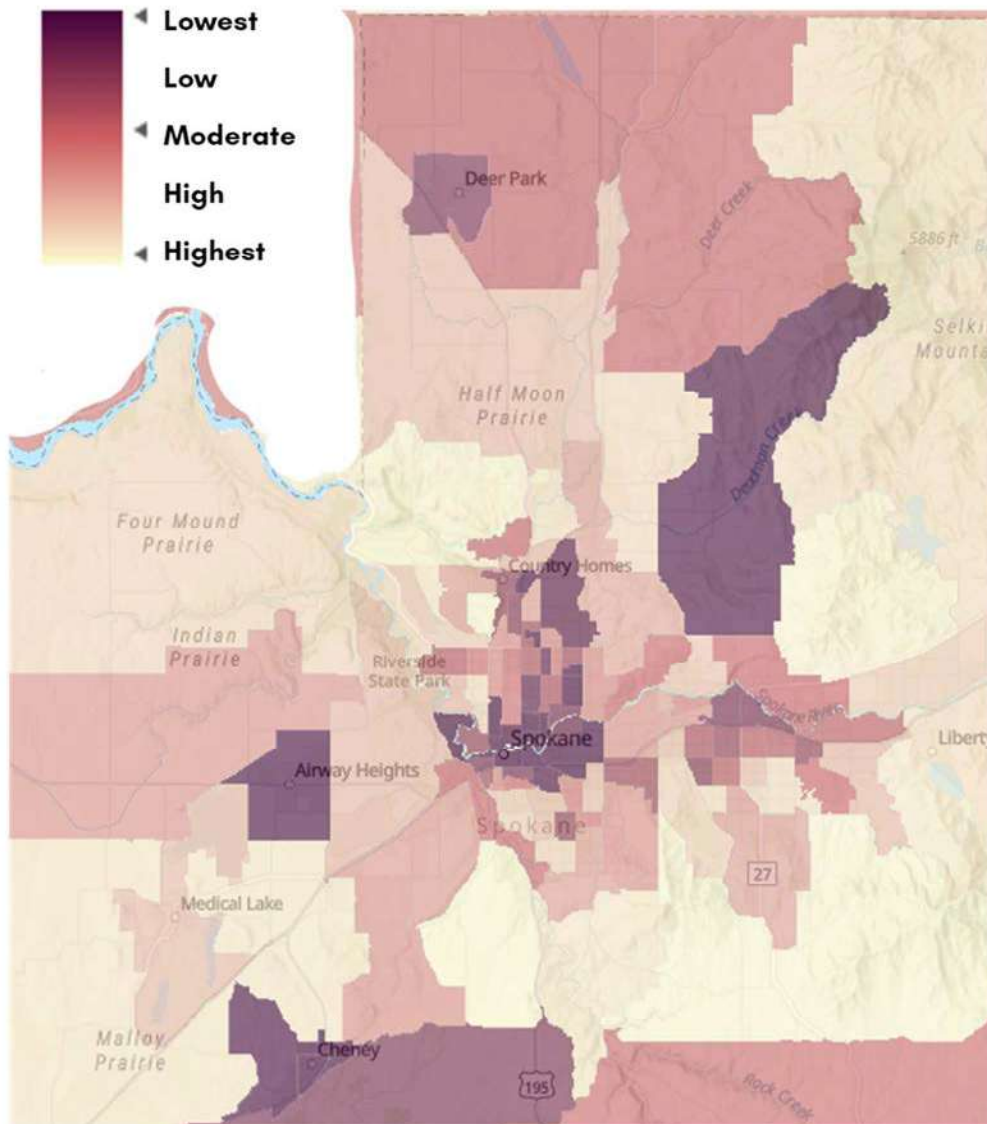 Lowest
Low
Moderate
High
Highest
Deer Park
Deer Creek
5886 ft
Selki
Mounta
Half Moon
Prairie
Deadman Creek
Four Mound
Prairie
Country Homes
Indian
Prairie
Riverside
State Park
Spokane River
Spokane
Liberty
Airway Heights
Spokane
27
Medical Lake
Malloy
Prairie
Cheney
195
Rock Creek